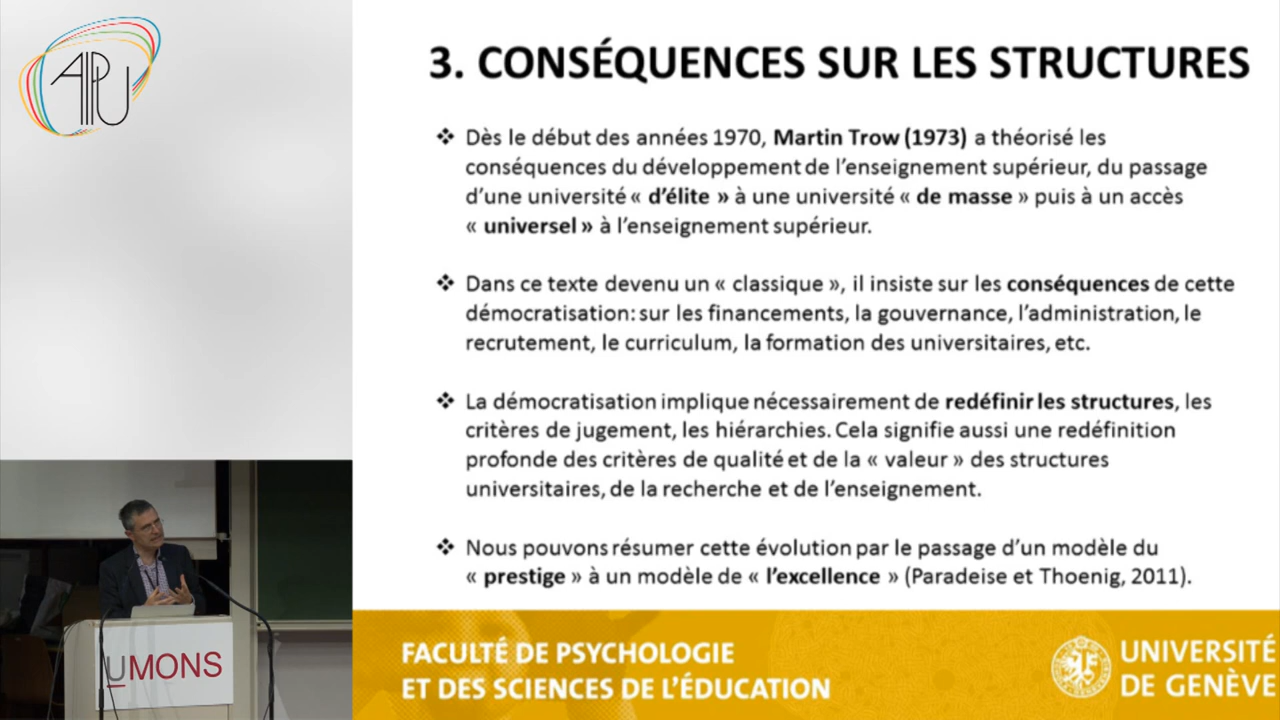 AIPU
3. CONSÉQUENCES SUR LES STRUCTURES
❖ Dès le début des années 1970, Martin Trow (1973) a théorisé les
conséquences du développement de l’enseignement supérieur, du passage
d’une université « d’élite » à une université « de masse » puis à un accès
« universel » à l’enseignement supérieur.
❖ Dans ce texte devenu un « classique », il insiste sur les conséquences de cette
démocratisation: sur les financements, la gouvernance, l’administration, le
recrutement, le curriculum, la formation des universitaires, etc.
❖ La démocratisation implique nécessairement de redéfinir les structures, les
critères de jugement, les hiérarchies. Cela signifie aussi une redéfinition
profonde des critères de qualité et de la « valeur » des structures
universitaires, de la recherche et de l’enseignement.
❖ Nous pouvons résumer cette évolution par le passage d’un modèle du
« prestige » à un modèle de « l’excellence » (Paradeise et Thoenig, 2011).
UMONS
FACULTÉ DE PSYCHOLOGIE
ET DES SCIENCES DE L’ÉDUCATION
UNIVERSITÉ
DE GENÈVE